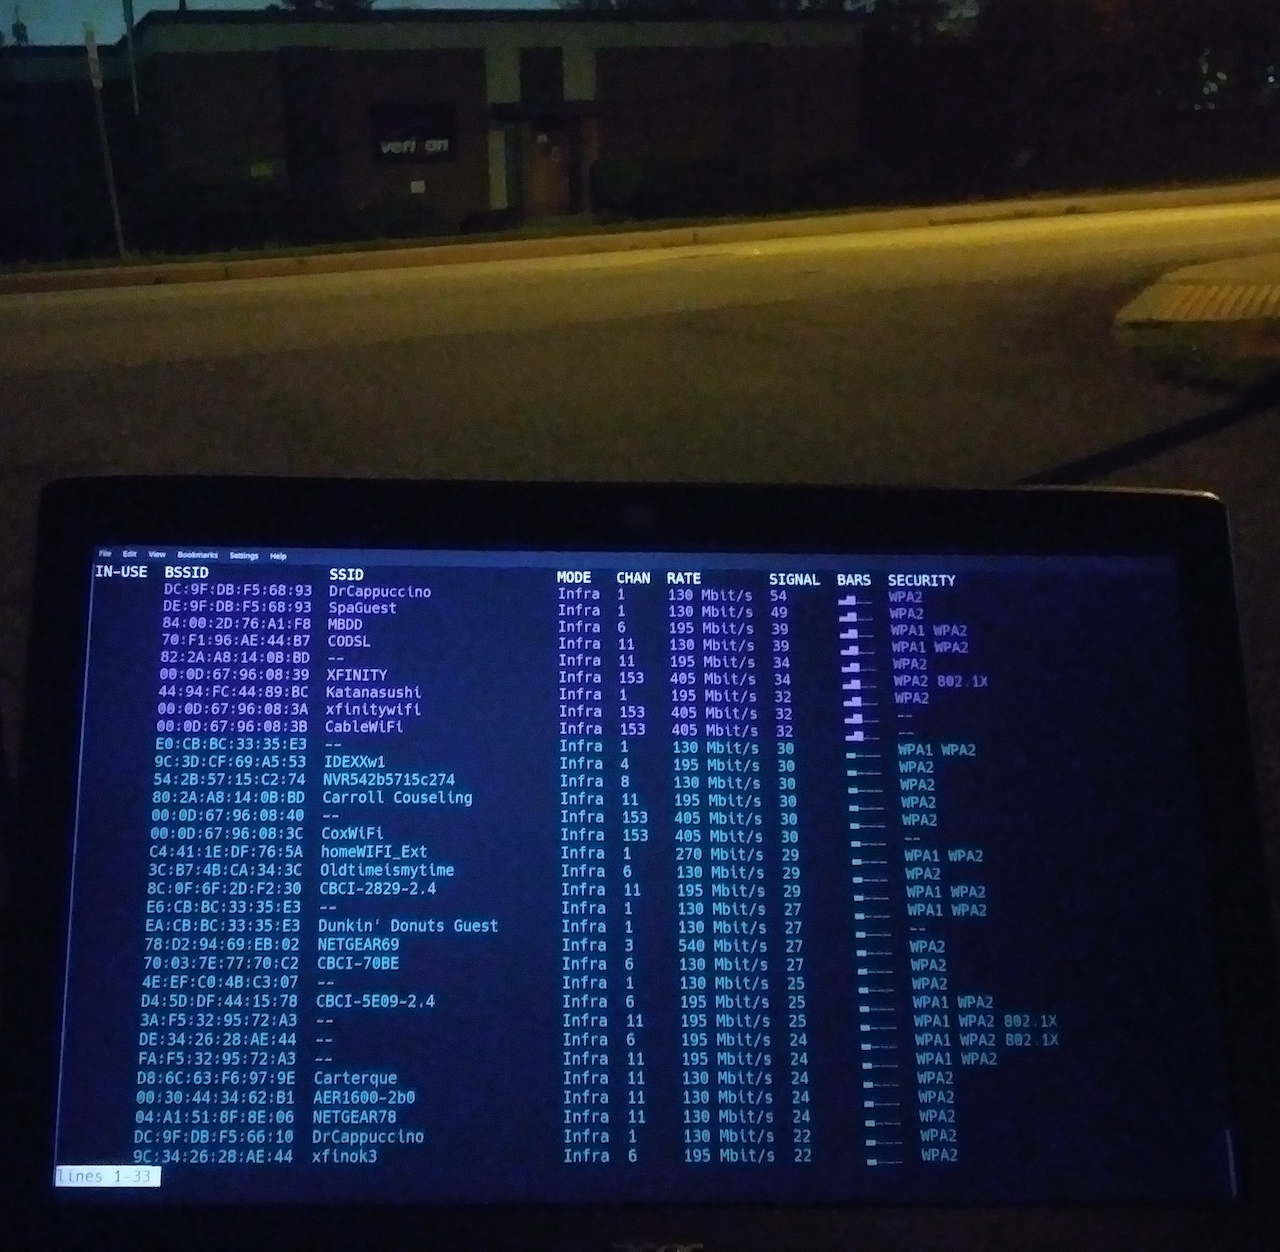 verizon
File Edit View Bookmarks Settings Help
IN-USE BSSID SSID MODE CHAN RATE SIGNAL BARS SECURITY
DC:9F:DB:F5:68:93 DrCappuccino Infra 1 130 Mbit/s 54 WPA2
DE:9F:DB:F5:68:93 SpaGuest Infra 1 130 Mbit/s 49 WPA2
84:00:2D:76:A1:F8 MBDD Infra 6 195 Mbit/s 39 WPA1 WPA2
70:F1:96:AE:44:B7 CODSL Infra 11 130 Mbit/s 39 WPA1 WPA2
82:2A:A8:14:0B:BD -- Infra 11 195 Mbit/s 34 WPA2
00:0D:67:96:08:39 XFINITY Infra 153 405 Mbit/s 34 WPA2 802.1X
44:94:FC:44:89:BC Katanasushi Infra 1 195 Mbit/s 32 WPA2
00:0D:67:96:08:3A xfinitywifi Infra 153 405 Mbit/s 32 --
00:0D:67:96:08:3B CableWiFi Infra 153 405 Mbit/s 32 --
E0:CB:BC:33:35:E3 -- Infra 1 130 Mbit/s 30 WPA1 WPA2
9C:3D:CF:69:A5:53 IDEXXw1 Infra 4 195 Mbit/s 30 WPA2
54:2B:57:15:C2:74 NVR542b5715c274 Infra 8 130 Mbit/s 30 WPA2
80:2A:A8:14:0B:BD Carroll Couseling Infra 11 195 Mbit/s 30 WPA2
00:0D:67:96:08:40 -- Infra 153 405 Mbit/s 30 WPA2
00:0D:67:96:08:3C CoxWiFi Infra 153 405 Mbit/s 30 --
C4:41:1E:DF:76:5A homeWIFI_Ext Infra 1 270 Mbit/s 29 WPA1 WPA2
3C:B7:4B:CA:34:3C Oldtimeismytime Infra 6 130 Mbit/s 29 WPA2
8C:0F:6F:2D:F2:30 CBCI-2829-2.4 Infra 11 195 Mbit/s 29 WPA1 WPA2
E6:CB:BC:33:35:E3 -- Infra 1 130 Mbit/s 27 WPA1 WPA2
EA:CB:BC:33:35:E3 Dunkin' Donuts Guest Infra 1 130 Mbit/s 27 --
78:D2:94:69:EB:02 NETGEAR69 Infra 3 540 Mbit/s 27 WPA2
70:03:7E:77:70:C2 CBCI-70BE Infra 6 130 Mbit/s 27 WPA2
4E:EF:C0:4B:C3:07 -- Infra 1 130 Mbit/s 25 WPA2
D4:5D:DF:44:15:78 CBCI-5E09-2.4 Infra 6 195 Mbit/s 25 WPA1 WPA2
3A:F5:32:95:72:A3 -- Infra 11 195 Mbit/s 25 WPA1 WPA2 802.1X
DE:34:26:28:AE:44 -- Infra 6 195 Mbit/s 24 WPA1 WPA2 802.1X
FA:F5:32:95:72:A3 -- Infra 11 195 Mbit/s 24 WPA1 WPA2
D8:6C:63:F6:97:9E Carterque Infra 11 130 Mbit/s 24 WPA2
00:30:44:34:62:B1 AER1600-2b0 Infra 11 130 Mbit/s 24 WPA2
04:A1:51:8F:8E:06 NETGEAR78 Infra 11 130 Mbit/s 24 WPA2
DC:9F:DB:F5:66:10 DrCappuccino Infra 1 130 Mbit/s 22 WPA2
9C:34:26:28:AE:44 xfinok3 Infra 6 195 Mbit/s 22 WPA2
lines 1-33